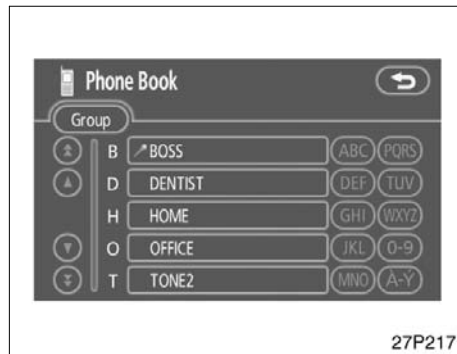 Phone Book
Group
B BOSS ABC PQRS
D DENTIST DEF TUV
H HOME GHI WXYZ
O OFFICE JKL 0-9
T TONE2 MNO À-Ý
27P217